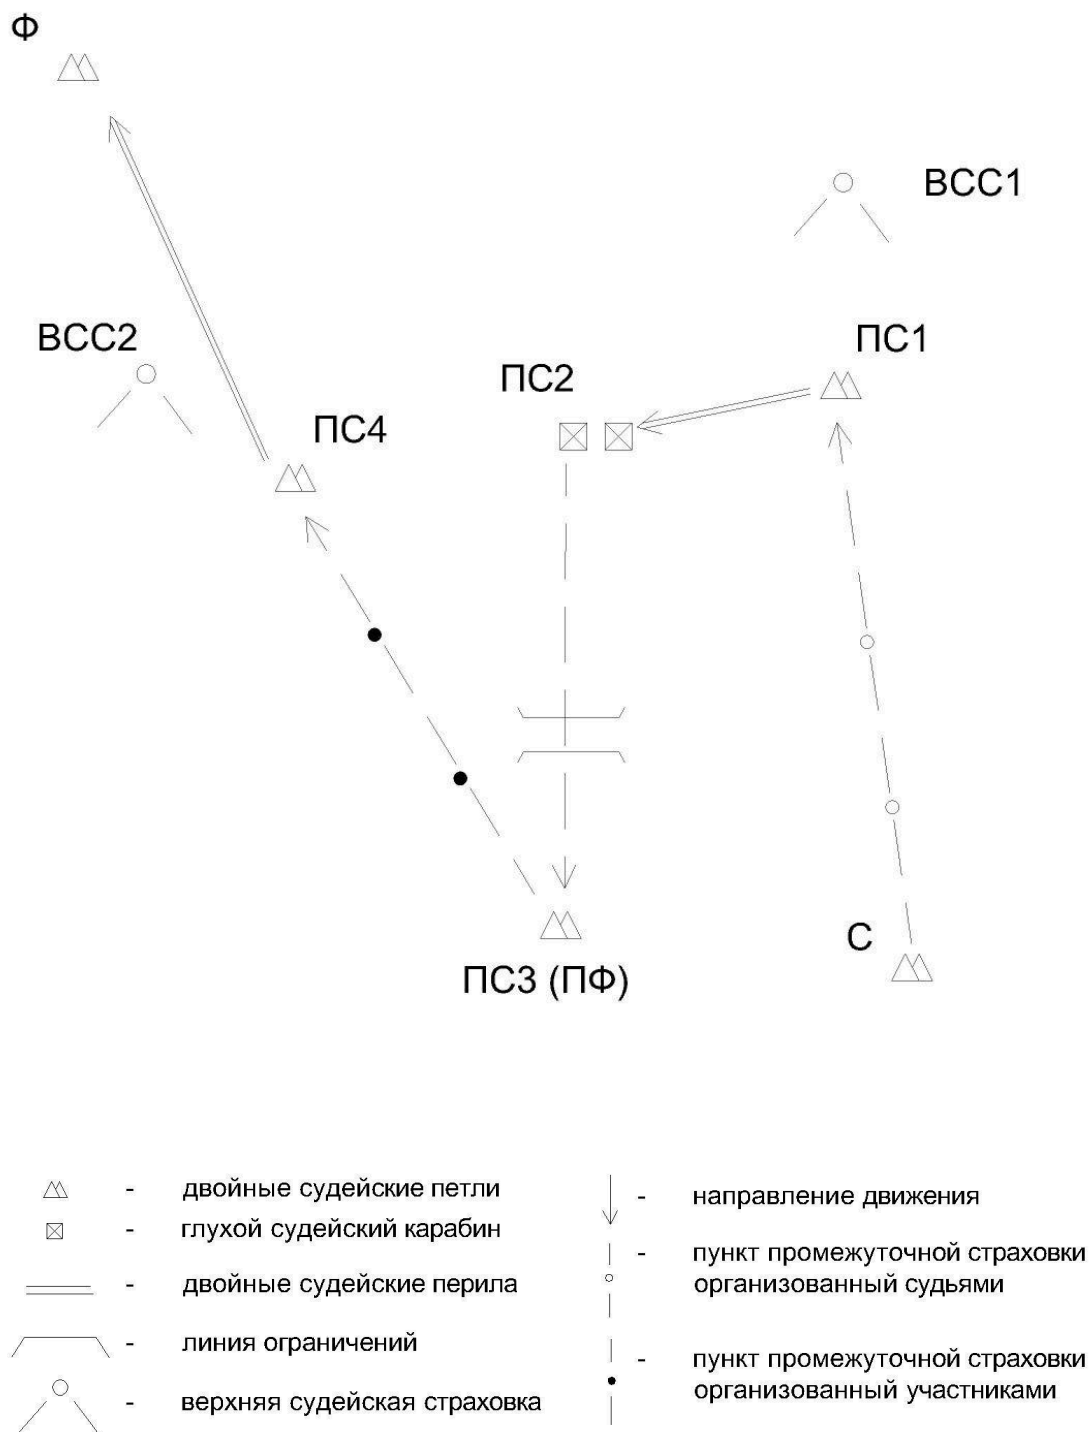 Ф
ВСС1
ВСС2
ПС1
ПС2
ПС4
С
ПС3 (ПФ)
- двойные судейские петли
- глухой судейский карабин
- двойные судейские перила
- линия ограничений
- верхняя судейская страховка
- направление движения
- пункт промежуточной страховки
организованный судьями
- пункт промежуточной страховки
организованный участниками